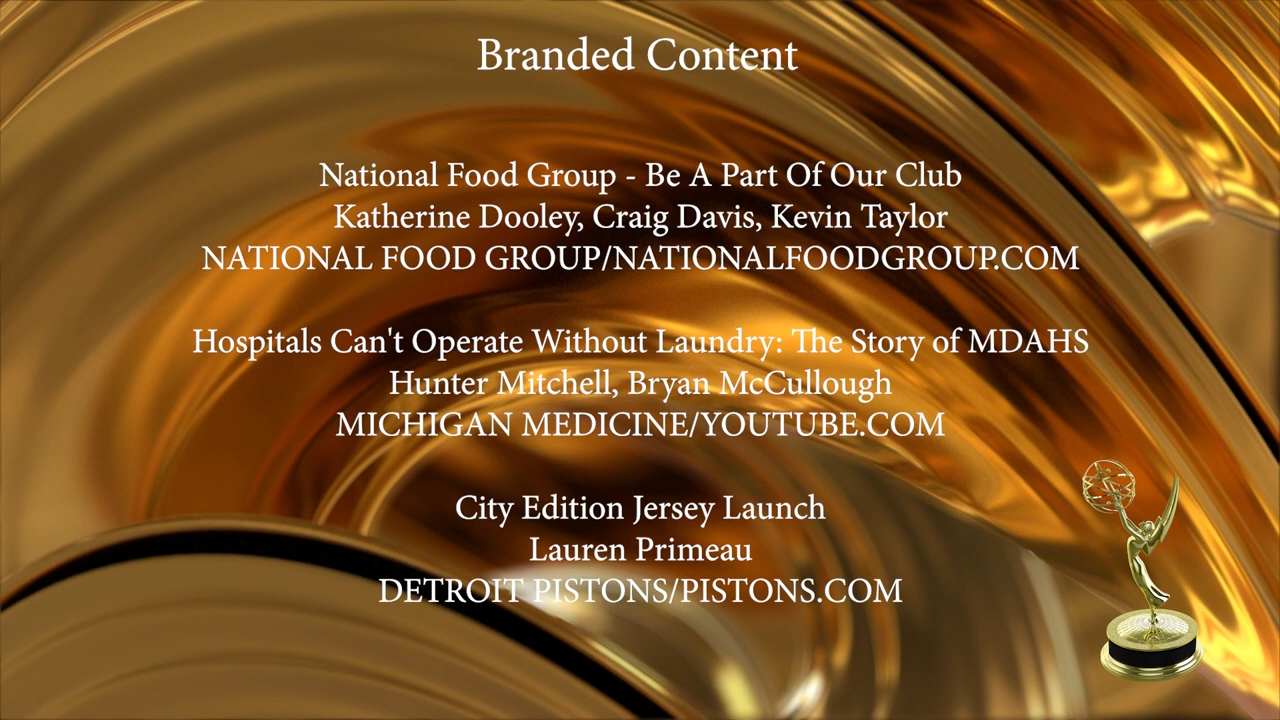 Branded Content
National Food Group - Be A Part Of Our Club
Katherine Dooley, Craig Davis, Kevin Taylor
NATIONAL FOOD GROUP/NATIONALFOODGROUP.COM
Hospitals Can't Operate Without Laundry: The Story of MDAHS
Hunter Mitchell, Bryan McCullough
MICHIGAN MEDICINE/YOUTUBE.COM
City Edition Jersey Launch
Lauren Primeau
DETROIT PISTONS/PISTONS.COM